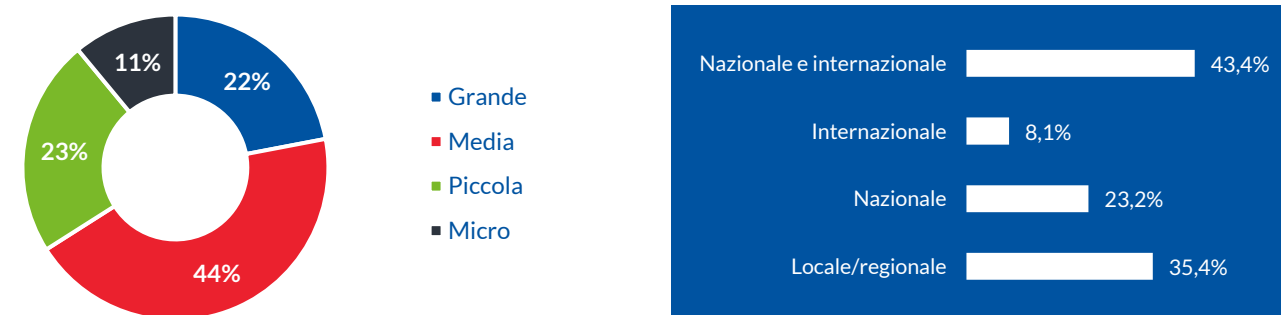 11%
22%
23%
44%
Grande
Media
Piccola
Micro
Nazionale e internazionale 43,4%
Internazionale 8,1%
Nazionale 23,2%
Locale/regionale 35,4%